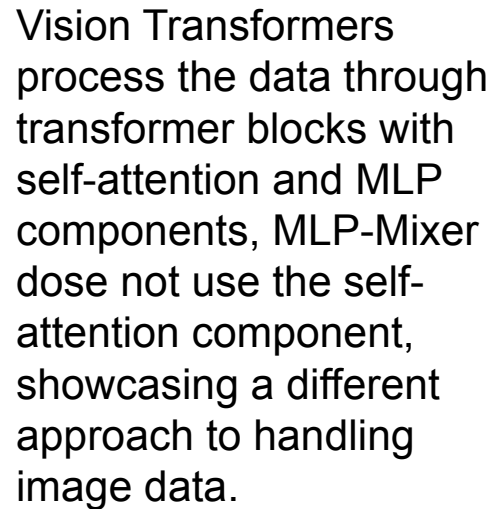 Vision Transformers
process the data through
transformer blocks with
self-attention and MLP
components, MLP-Mixer
dose not use the self-
attention component,
showcasing a different
approach to handling
image data.